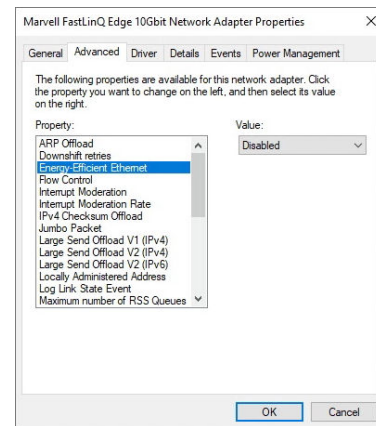 Marvell FastLinQ Edge 10Gbit Network Adapter Properties
General Advanced Driver Details Events Power Management
The following properties are available for this network adapter. Click
the property you want to change on the left, and then select its value
on the right.
Property:
Value:
ARP Offload
Downshift retries
Energy-Efficient Ethernet
Flow Control
Interrupt Moderation
Interrupt Moderation Rate
IPv4 Checksum Offload
Jumbo Packet
Large Send Offload V1 (IPv4)
Large Send Offload V2 (IPv4)
Large Send Offload V2 (IPv6)
Locally Administered Address
Log Link State Event
Maximum number of RSS Queues
Disabled
OK Cancel